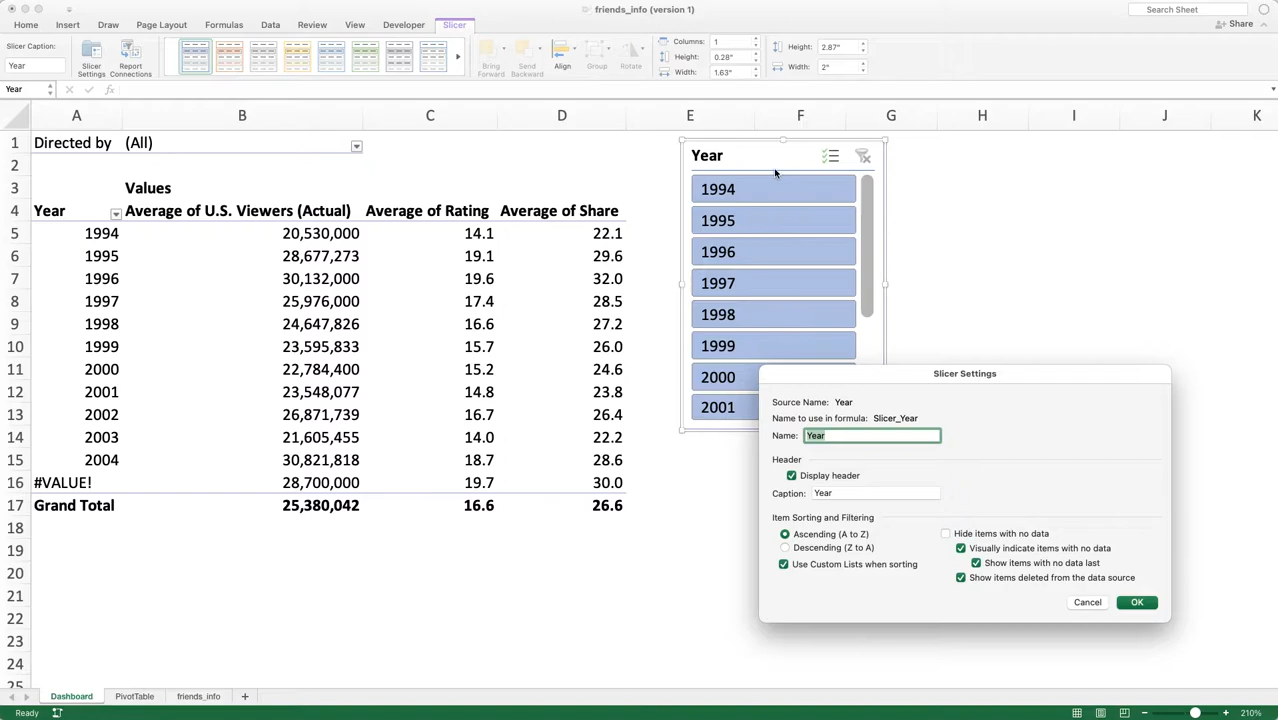 friends_info (version 1)
Search Sheet
Home Insert Draw Page Layout Formulas Data Review View Developer Slicer
Share
Slicer Caption:
Year
Slicer Settings
Report Connections
Bring Forward
Send Backward
Align
Group
Rotate
Columns: 1
Height: 0.28"
Width: 1.63"
Height: 2.87"
Width: 2"
Year
fx
A B C D E F G H I J K
1 Directed by (All)
2
3 Values
4 Year Average of U.S. Viewers (Actual) Average of Rating Average of Share
5 1994 20,530,000 14.1 22.1
6 1995 28,677,273 19.1 29.6
7 1996 30,132,000 19.6 32.0
8 1997 25,976,000 17.4 28.5
9 1998 24,647,826 16.6 27.2
10 1999 23,595,833 15.7 26.0
11 2000 22,784,400 15.2 24.6
12 2001 23,548,077 14.8 23.8
13 2002 26,871,739 16.7 26.4
14 2003 21,605,455 14.0 22.2
15 2004 30,821,818 18.7 28.6
16 #VALUE! 28,700,000 19.7 30.0
17 Grand Total 25,380,042 16.6 26.6
18
19
20
21
22
23
24
25
Year
1994
1995
1996
1997
1998
1999
2000
2001
Slicer Settings
Source Name: Year
Name to use in formula: Slicer_Year
Name: Year
Header
Display header
Caption: Year
Item Sorting and Filtering
Ascending (A to Z)
Descending (Z to A)
Use Custom Lists when sorting
Hide items with no data
Visually indicate items with no data
Show items with no data last
Show items deleted from the data source
Cancel OK
Dashboard PivotTable friends_info +
Ready
210%